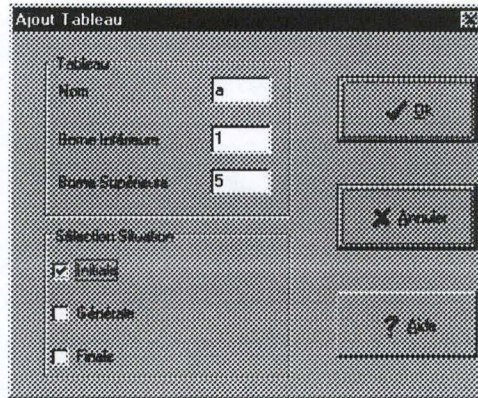 Ajout Tableau
Tableau
Nom
a
Borne Inférieure
1
Borne Supérieure
5
Sélection Situation
Initiale
Générale
Finale
Ok
Annuler
? Aide